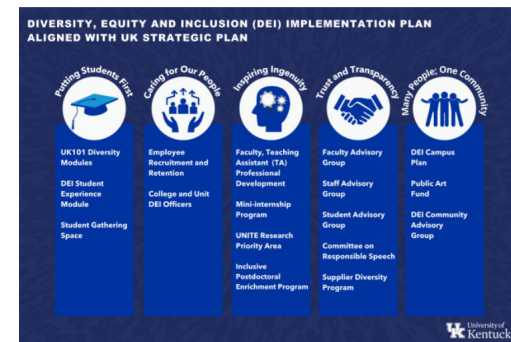 DIVERSITY, EQUITY AND INCLUSION (DEI) IMPLEMENTATION PLAN
ALIGNED WITH UK STRATEGIC PLAN
Putting Students First
UK101 Diversity
Modules
DEI Student
Experience
Module
Student Gathering
Space
Caring for Our People
Employee
Recruitment and
Retention
College and Unit
DEI Officers
Inspiring Ingenuity
Faculty, Teaching
Assistant (TA)
Professional
Development
Mini-internship
Program
UNITE Research
Priority Area
Inclusive
Postdoctoral
Enrichment Program
Trust and Transparency
Faculty Advisory
Group
Staff Advisory
Group
Student Advisory
Group
Committee on
Responsible Speech
Supplier Diversity
Program
Many People; One Community
DEI Campus
Plan
Public Art
Fund
DEI Community
Advisory
Group
UK
University of
Kentucky